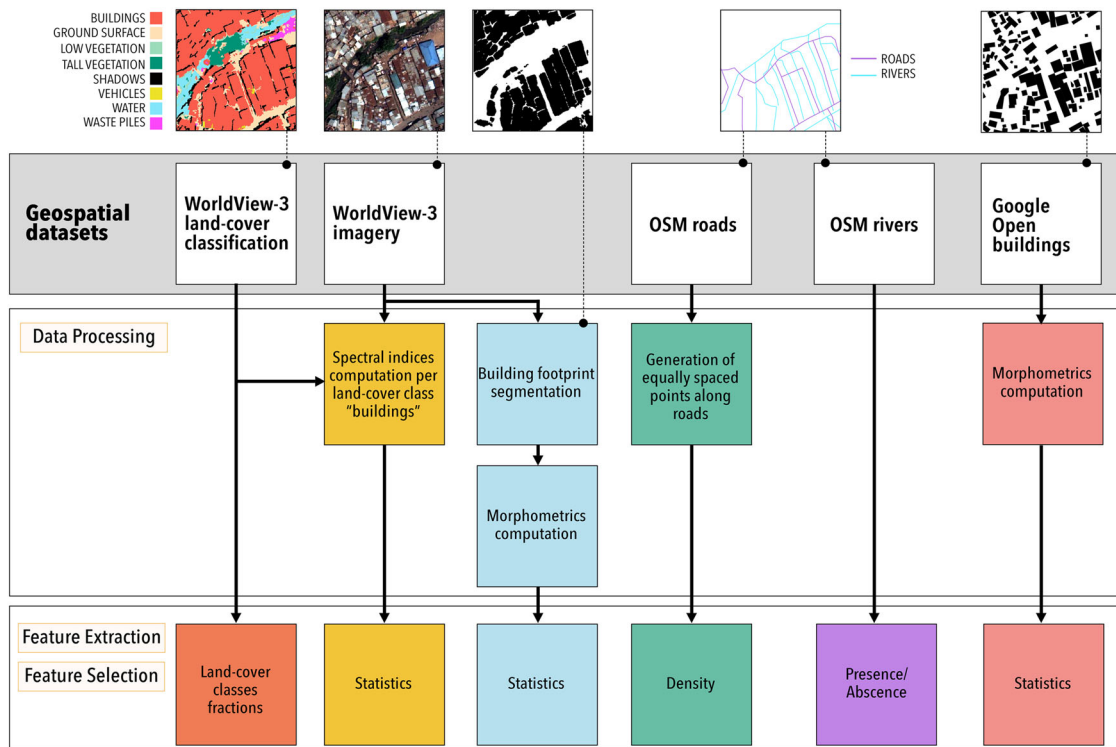 BUILDINGS
GROUND SURFACE
LOW VEGETATION
TALL VEGETATION
SHADOWS
VEHICLES
WATER
WASTE PILES
ROADS
RIVERS
Geospatial
datasets
WorldView-3
land-cover
classification
WorldView-3
imagery
OSM roads
OSM rivers
Google
Open
buildings
Data Processing
Spectral indices
computation per
land-cover class
“buildings”
Building footprint
segmentation
Generation of
equally spaced
points along
roads
Morphometrics
computation
Morphometrics
computation
Feature Extraction
Feature Selection
Land-cover
classes
fractions
Statistics
Statistics
Density
Presence/
Abscence
Statistics